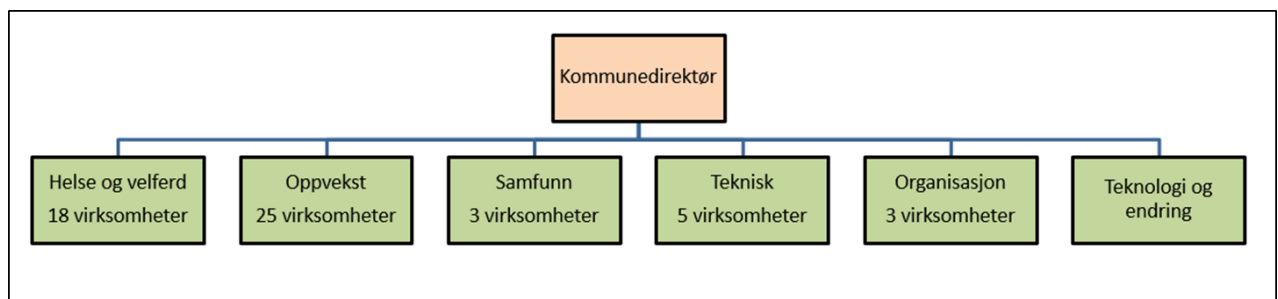 Kommunedirektør
Helse og velferd
18 virksomheter
Oppvekst
25 virksomheter
Samfunn
3 virksomheter
Teknisk
5 virksomheter
Organisasjon
3 virksomheter
Teknologi og
endring